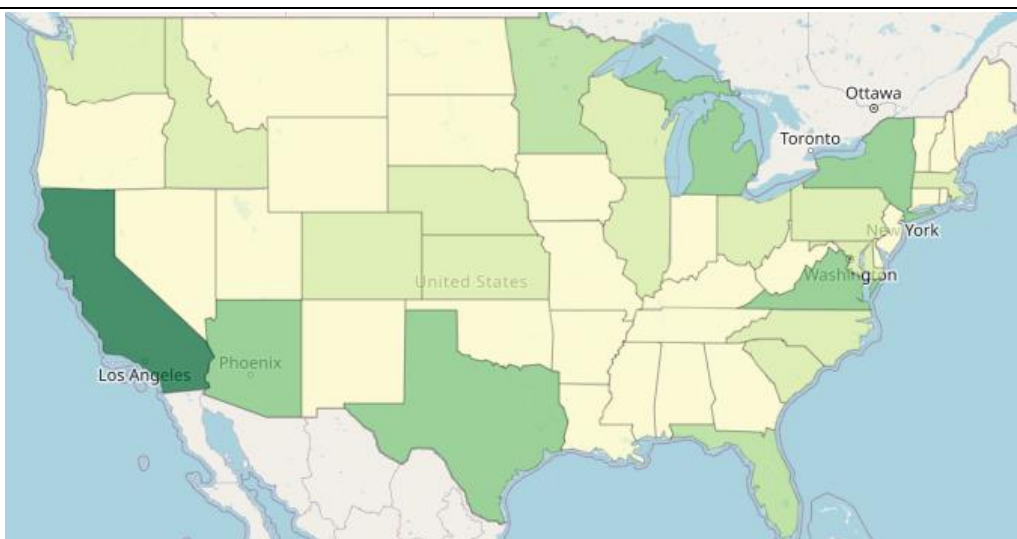 Ottawa
Toronto
New York
Washington
United States
Phoenix
Los Angeles